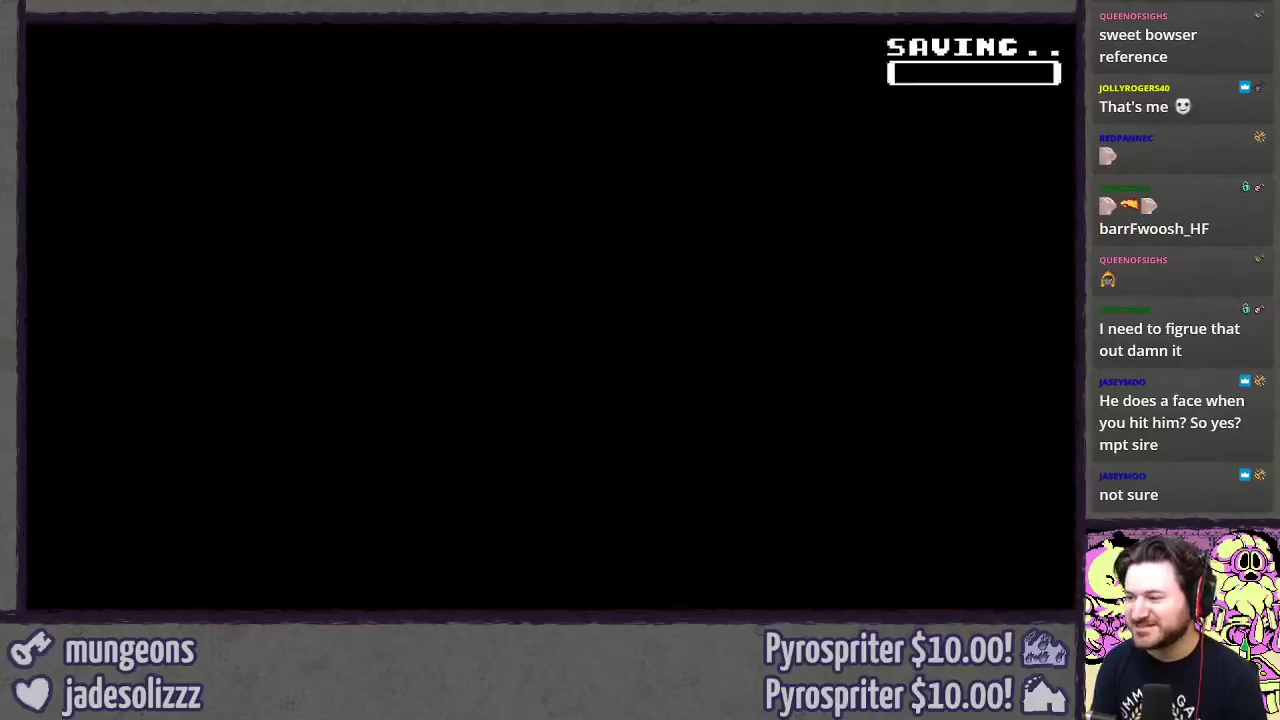 SAVING..
QUEENOFSIGHS
sweet bowser
reference
JOLLYROGERS40
That's me
REDPANNEC
barrFwoosh_HF
QUEENOFSIGHS
I need to figrue that
out damn it
JASEYMOO
He does a face when
you hit him? So yes?
mpt sire
JASEYMOO
not sure
mungeons
jadesolizzz
Pyrospriter $10.00!
Pyrospriter $10.00!